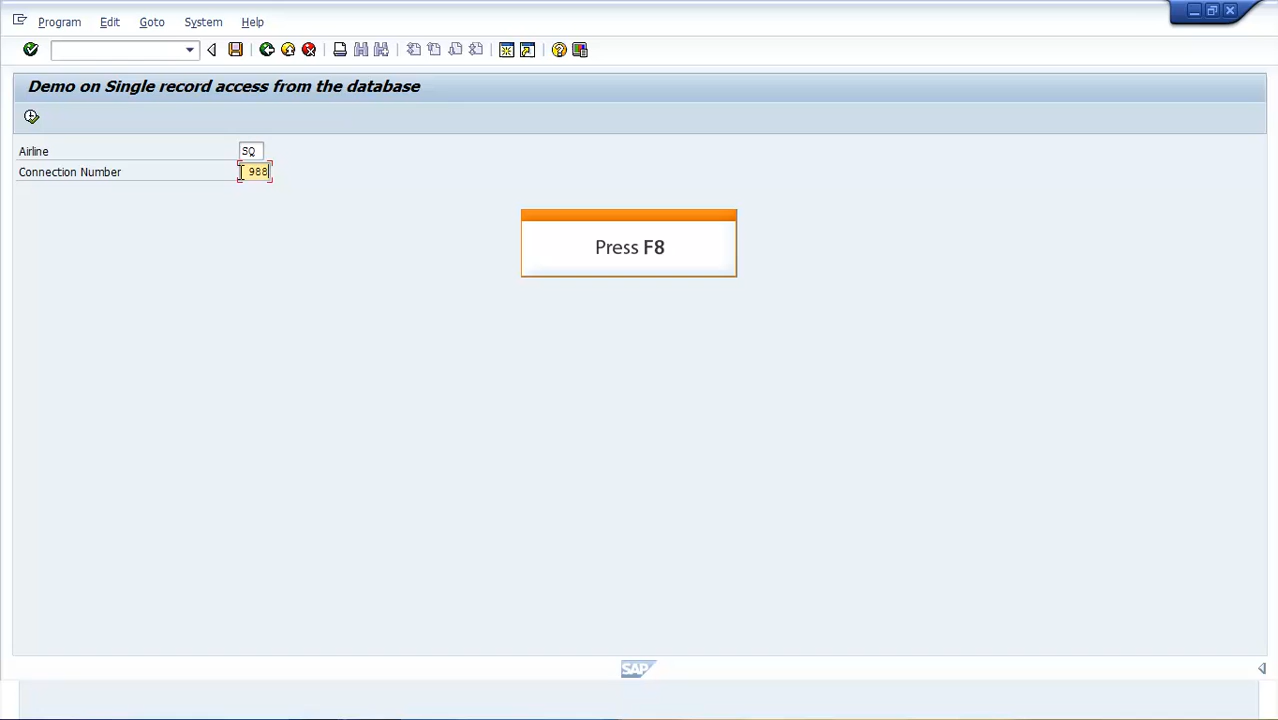 Program Edit Goto System Help
Demo on Single record access from the database
Airline SQ
Connection Number 988
Press F8
SAP